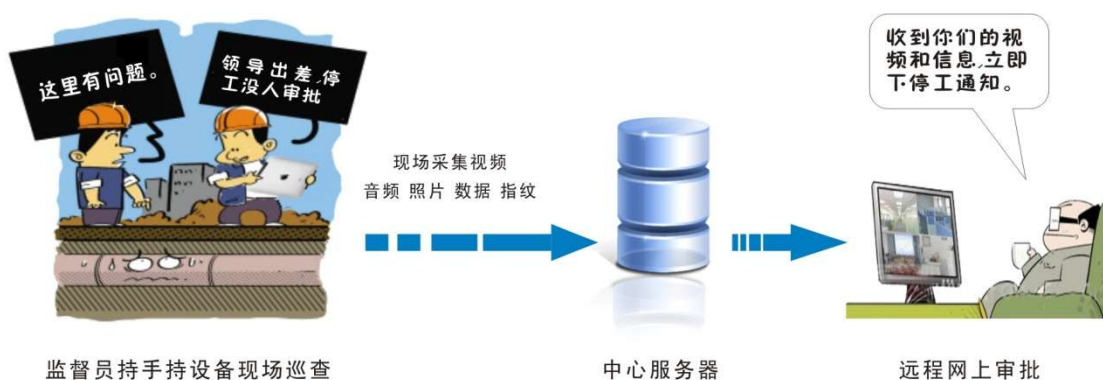 这里有问题。
领导出差,停
工没人审批
现场采集视频
音频 照片 数据 指纹
收到你们的视
频和信息,立即
下停工通知。
监督员持手持设备现场巡查
中心服务器
远程网上审批